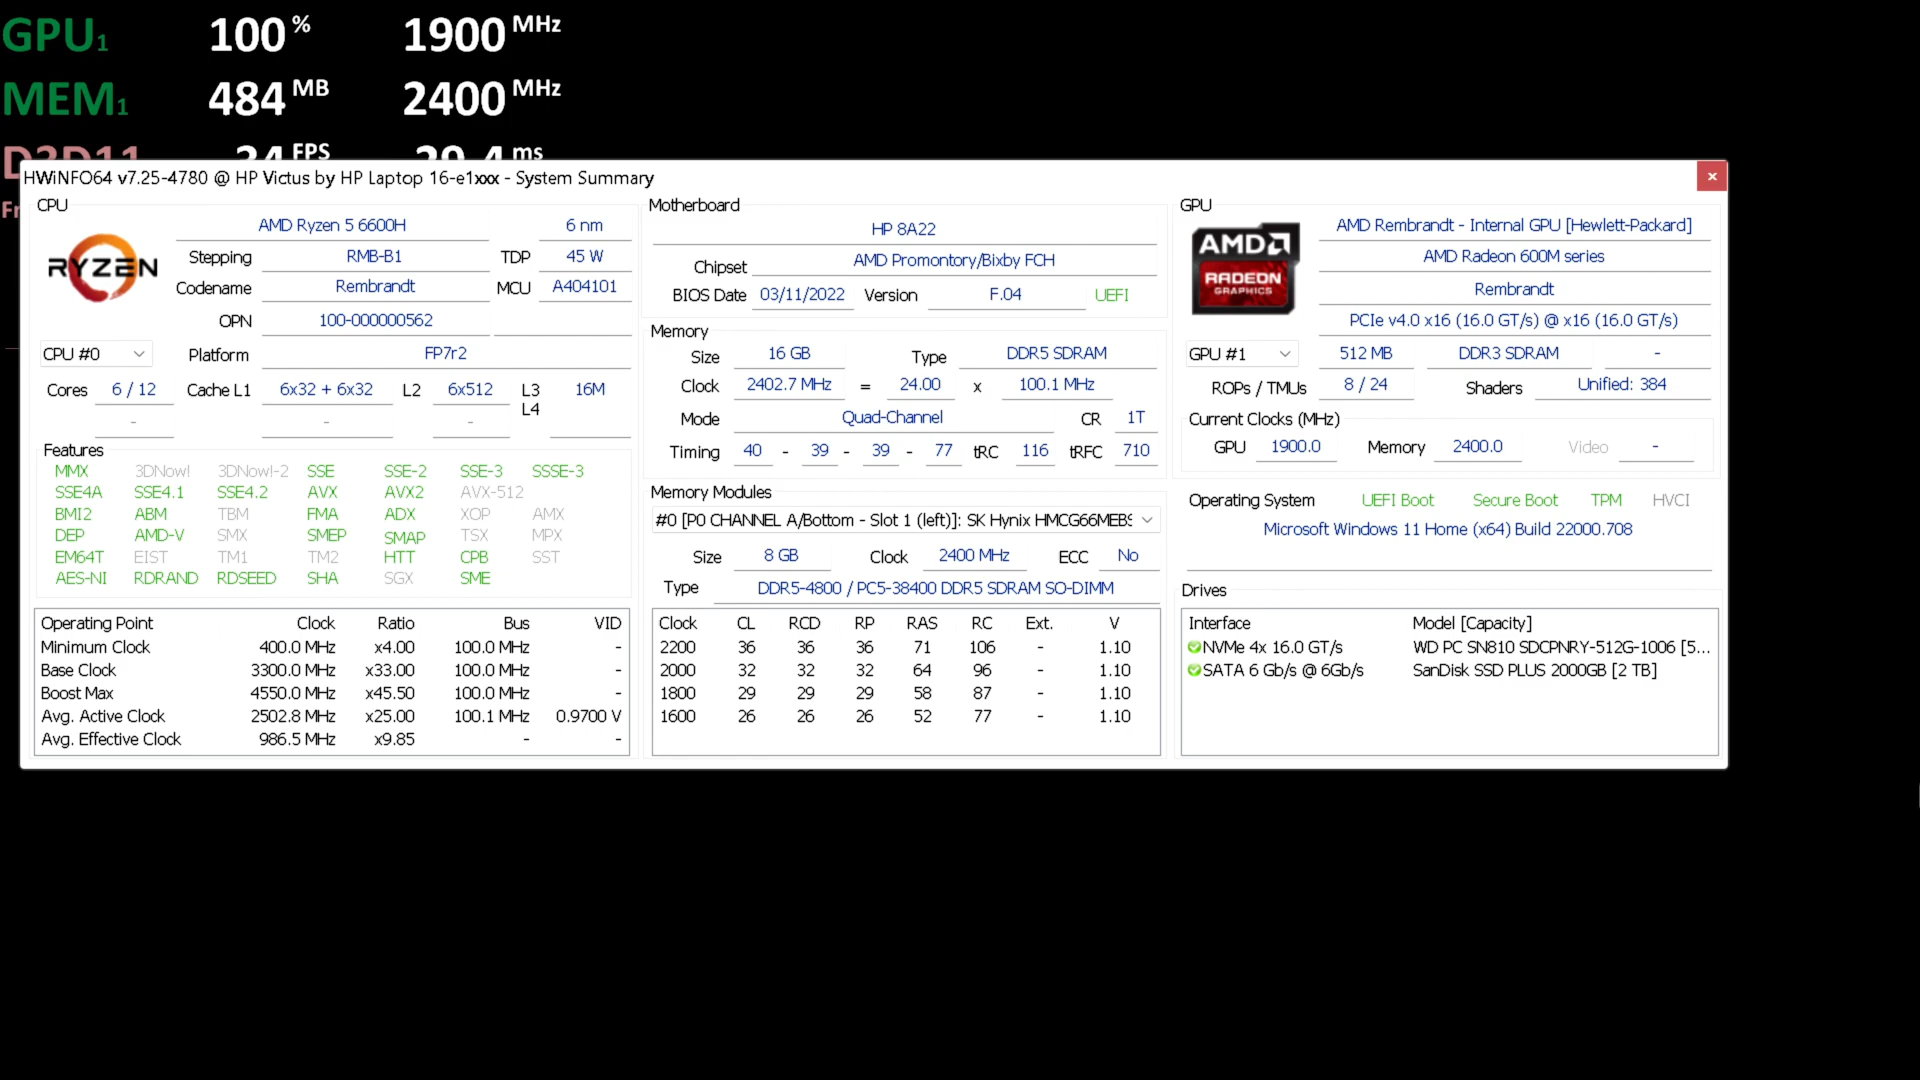 GPU1 100 % 1900 MHz
MEM1 484 MB 2400 MHz
D3D11 34 FPS 29.4 ms
Fr
HWiNFO64 v7.25-4780 @ HP Victus by HP Laptop 16-e1xxx - System Summary
CPU
RYZEN
AMD Ryzen 5 6600H 6 nm
Stepping RMB-B1 TDP 45 W
Codename Rembrandt MCU A404101
OPN 100-000000562
CPU #0 Platform FP7r2
Cores 6 / 12 Cache L1 6x32 + 6x32 L2 6x512 L3 16M
- - - L4
Features
MMX 3DNow! 3DNow!-2 SSE SSE-2 SSE-3 SSSE-3
SSE4A SSE4.1 SSE4.2 AVX AVX2 AVX-512
BMI2 ABM TBM FMA ADX XOP AMX
DEP AMD-V SMX SMEP SMAP TSX MPX
EM64T EIST TM1 TM2 HTT CPB SST
AES-NI RDRAND RDSEED SHA SGX SME
Operating Point Clock Ratio Bus VID
Minimum Clock 400.0 MHz x4.00 100.0 MHz -
Base Clock 3300.0 MHz x33.00 100.0 MHz -
Boost Max 4550.0 MHz x45.50 100.0 MHz -
Avg. Active Clock 2502.8 MHz x25.00 100.1 MHz 0.9700 V
Avg. Effective Clock 986.5 MHz x9.85 - -
Motherboard
HP 8A22
Chipset AMD Promontory/Bixby FCH
BIOS Date 03/11/2022 Version F.04 UEFI
Memory
Size 16 GB Type DDR5 SDRAM
Clock 2402.7 MHz = 24.00 x 100.1 MHz
Mode Quad-Channel CR 1T
Timing 40 - 39 - 39 - 77 tRC 116 tRFC 710
Memory Modules
#0 [P0 CHANNEL A/Bottom - Slot 1 (left)]: SK Hynix HMCG66MEBS
Size 8 GB Clock 2400 MHz ECC No
Type DDR5-4800 / PC5-38400 DDR5 SDRAM SO-DIMM
Clock CL RCD RP RAS RC Ext. V
2200 36 36 36 71 106 - 1.10
2000 32 32 32 64 96 - 1.10
1800 29 29 29 58 87 - 1.10
1600 26 26 26 52 77 - 1.10
GPU
AMD RADEON GRAPHICS
AMD Rembrandt - Internal GPU [Hewlett-Packard]
AMD Radeon 600M series
Rembrandt
PCIe v4.0 x16 (16.0 GT/s) @ x16 (16.0 GT/s)
GPU #1 512 MB DDR3 SDRAM -
ROPs / TMUs 8 / 24 Shaders Unified: 384
Current Clocks (MHz)
GPU 1900.0 Memory 2400.0 Video -
Operating System UEFI Boot Secure Boot TPM HVCI
Microsoft Windows 11 Home (x64) Build 22000.708
Drives
Interface Model [Capacity]
NVMe 4x 16.0 GT/s WD PC SN810 SDCPNRY-512G-1006 [5...
SATA 6 Gb/s @ 6Gb/s SanDisk SSD PLUS 2000GB [2 TB]